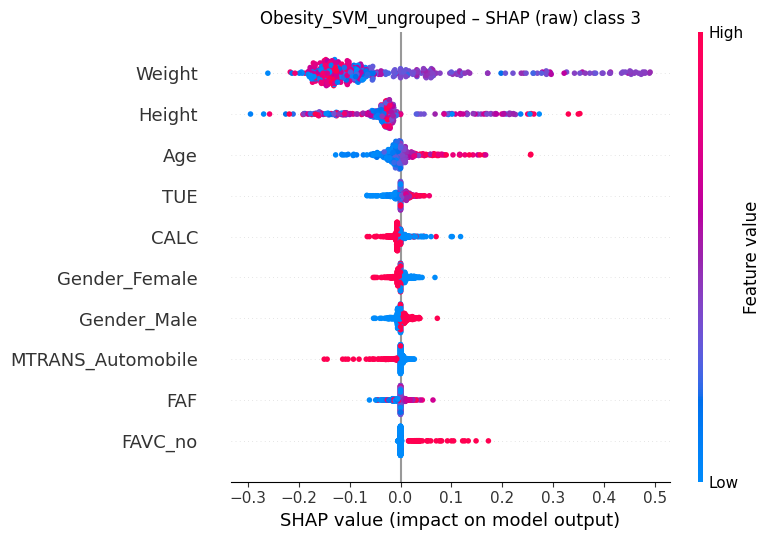 Obesity_SVM_ungrouped – SHAP (raw) class 3
High
Weight
Height
Age
TUE
CALC
Gender_Female
Gender_Male
MTRANS_Automobile
FAF
FAVC_no
Feature value
Low
−0.3 −0.2 −0.1 0.0 0.1 0.2 0.3 0.4 0.5
SHAP value (impact on model output)